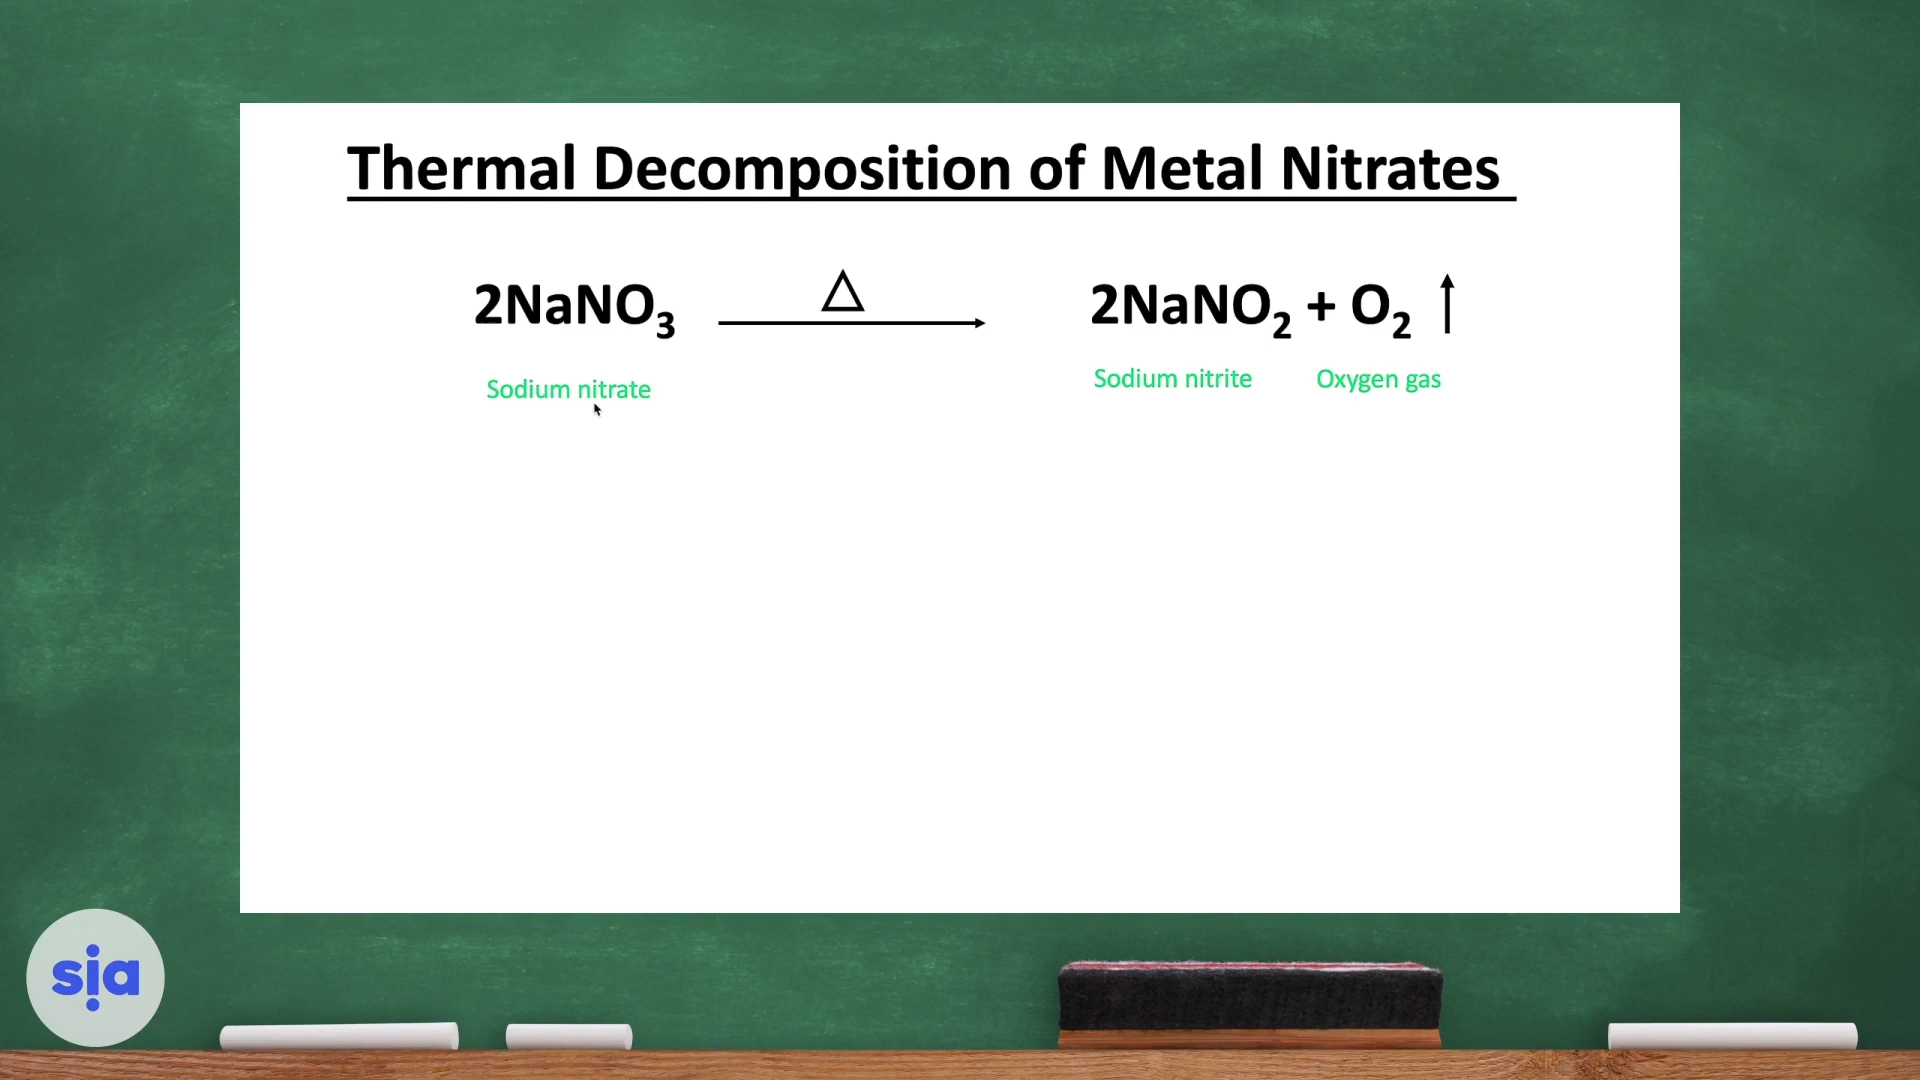 Thermal Decomposition of Metal Nitrates
2NaNO₃ △ → 2NaNO₂ + O₂ ↑
Sodium nitrate Sodium nitrite Oxygen gas
sia